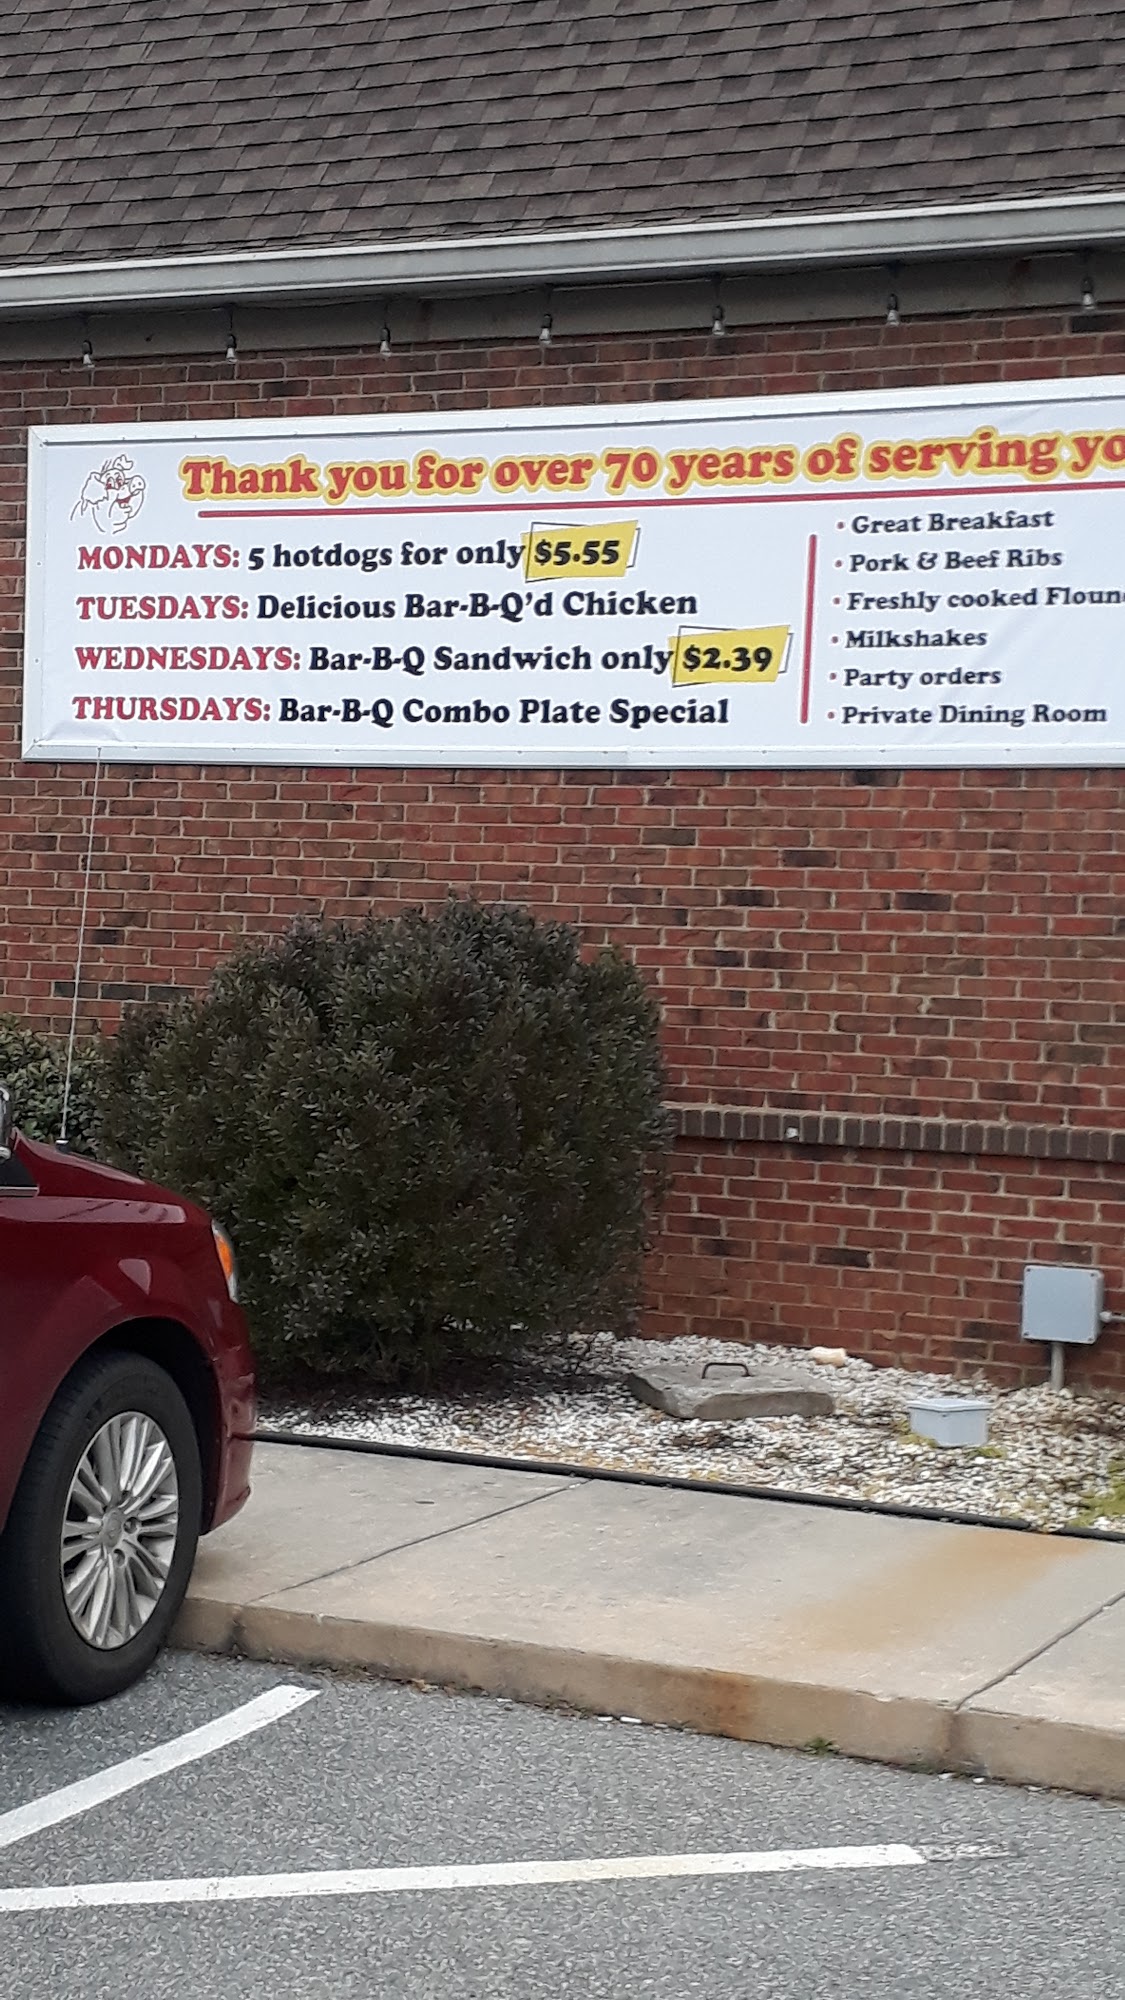 Thank you for over 70 years of serving yo
MONDAYS: 5 hotdogs for only $5.55
TUESDAYS: Delicious Bar-B-Q'd Chicken
WEDNESDAYS: Bar-B-Q Sandwich only $2.39
THURSDAYS: Bar-B-Q Combo Plate Special
• Great Breakfast
• Pork & Beef Ribs
• Freshly cooked Floun
• Milkshakes
• Party orders
• Private Dining Room